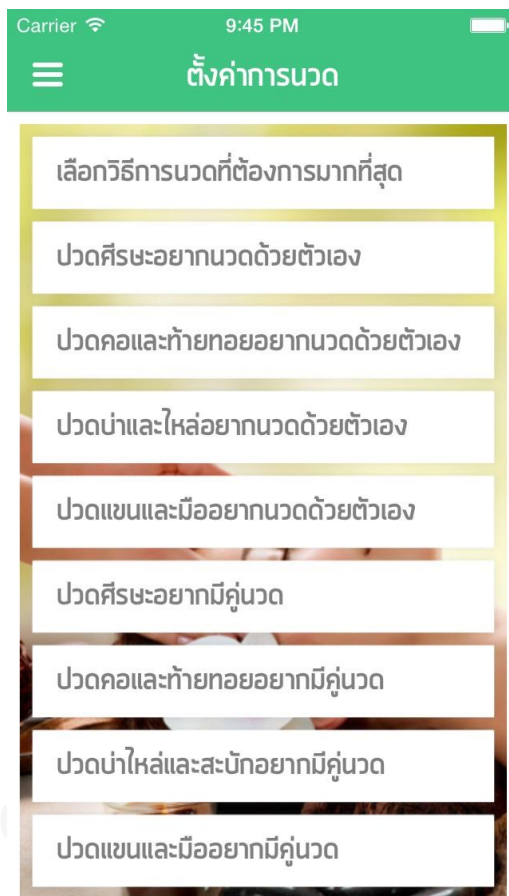 Carrier 9:45 PM
ตั้งค่าการนวด
เลือกวิธีการนวดที่ต้องการมากที่สุด
ปวดศีรษะอยากนวดด้วยตัวเอง
ปวดคอและท้ายทอยอยากนวดด้วยตัวเอง
ปวดบ่าและไหล่อยากนวดด้วยตัวเอง
ปวดแขนและมืออยากนวดด้วยตัวเอง
ปวดศีรษะอยากมีคู่นวด
ปวดคอและท้ายทอยอยากมีคู่นวด
ปวดบ่าไหล่และสะบักอยากมีคู่นวด
ปวดแขนและมืออยากมีคู่นวด